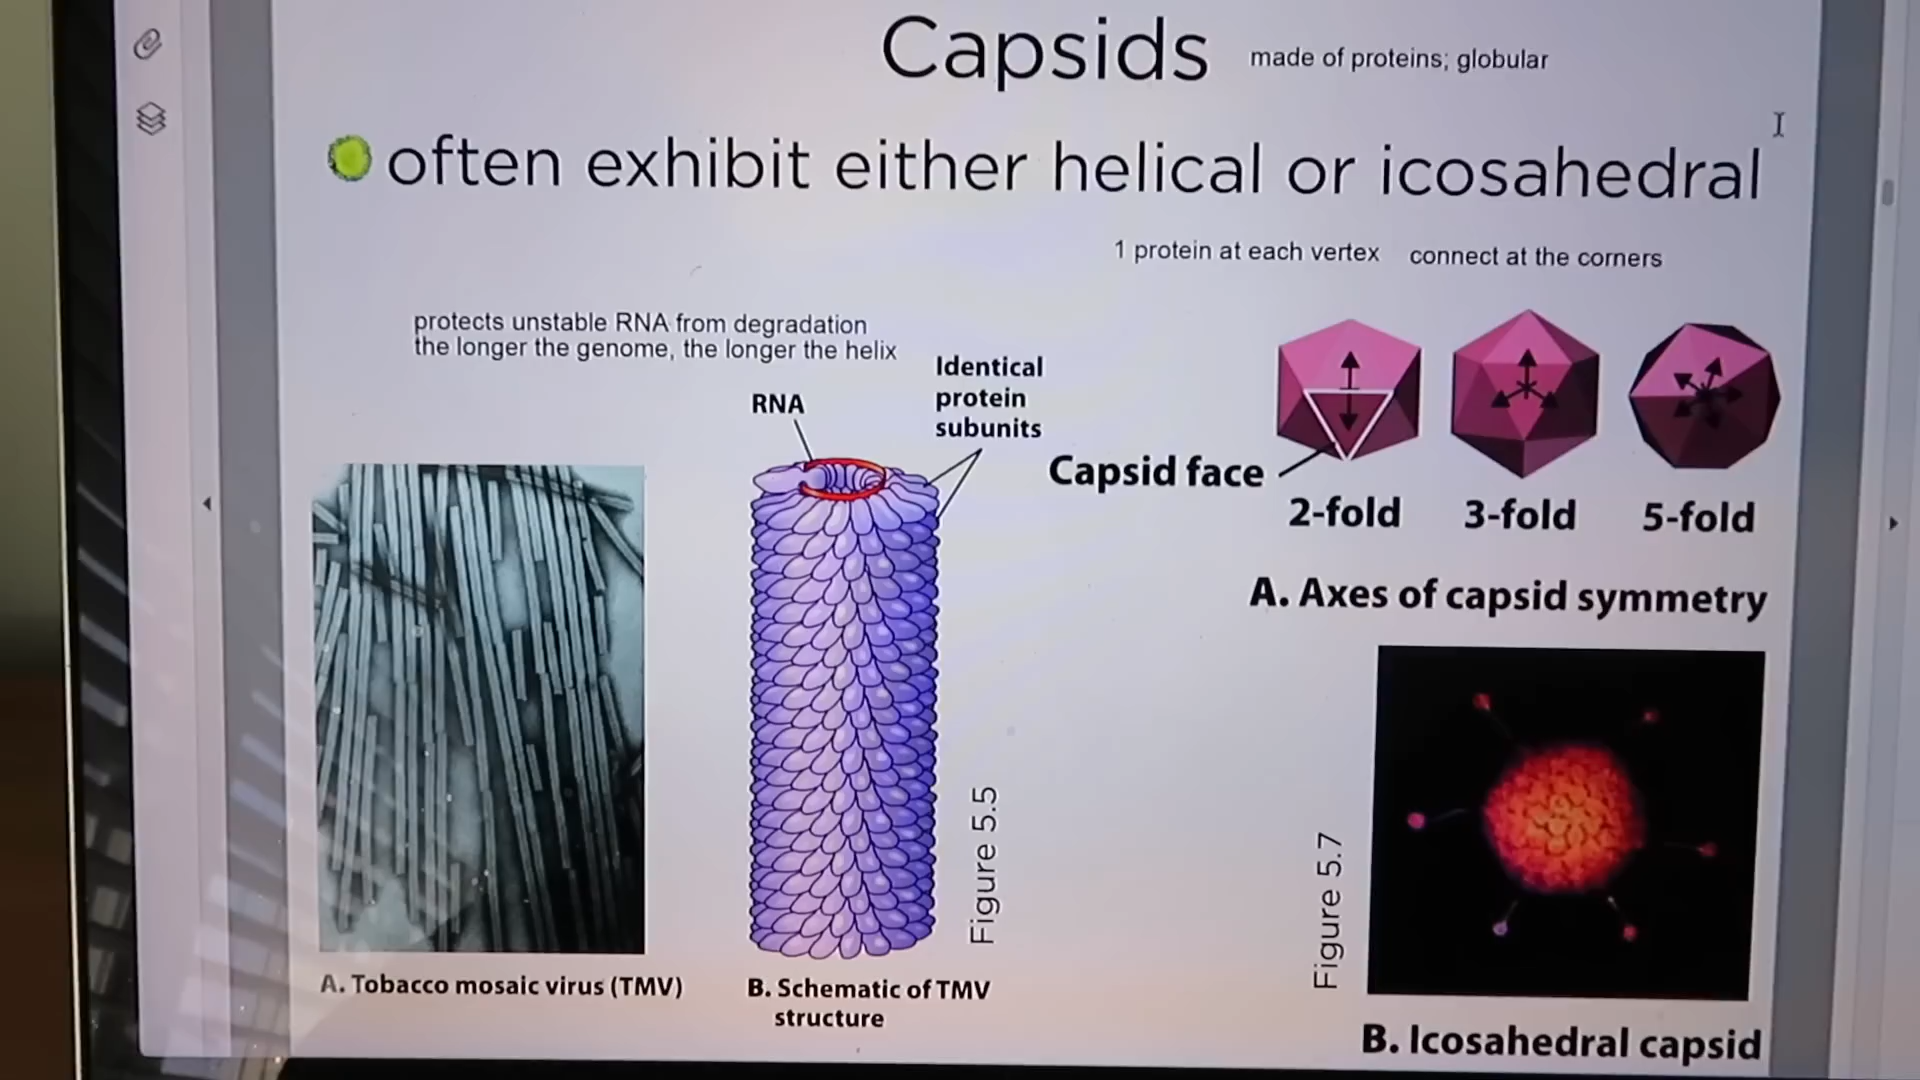 Capsids
made of proteins; globular
often exhibit either helical or icosahedral
1 protein at each vertex
connect at the corners
protects unstable RNA from degradation
the longer the genome, the longer the helix
RNA
Identical
protein
subunits
Capsid face
2-fold
3-fold
5-fold
A. Axes of capsid symmetry
Figure 5.5
Figure 5.7
A. Tobacco mosaic virus (TMV)
B. Schematic of TMV
structure
B. Icosahedral capsid